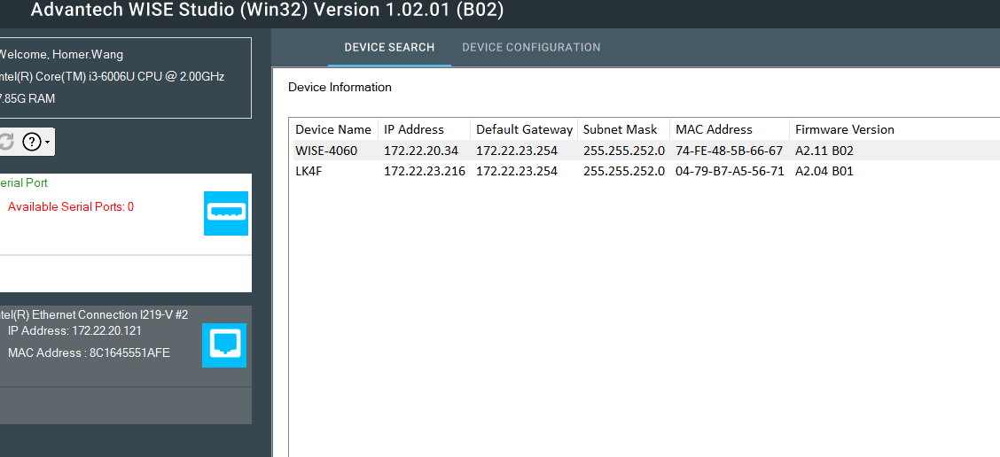 Advantech WISE Studio (Win32) Version 1.02.01 (B02)
Welcome, Homer.Wang
ntel(R) Core(TM) i3-6006U CPU @ 2.00GHz
7.85G RAM
?
erial Port
Available Serial Ports: 0
ntel(R) Ethernet Connection I219-V #2
IP Address: 172.22.20.121
MAC Address : 8C1645551AFE
DEVICE SEARCH DEVICE CONFIGURATION
Device Information
Device Name IP Address Default Gateway Subnet Mask MAC Address Firmware Version
WISE-4060 172.22.20.34 172.22.23.254 255.255.252.0 74-FE-48-5B-66-67 A2.11 B02
LK4F 172.22.23.216 172.22.23.254 255.255.252.0 04-79-B7-A5-56-71 A2.04 B01